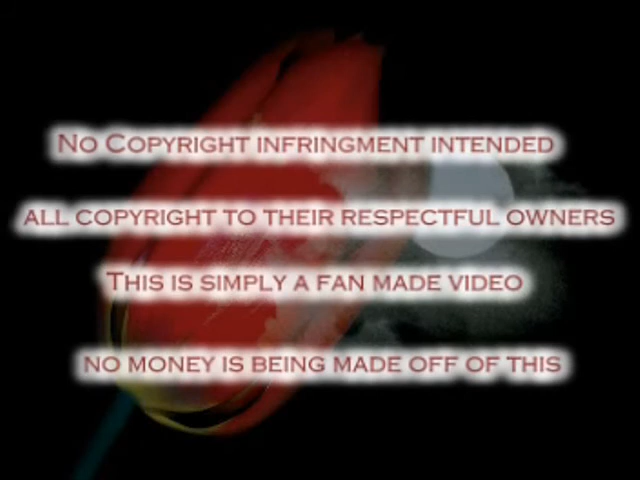 No Copyright infringment intended
all copyright to their respectful owners
This is simply a fan made video
no money is being made off of this